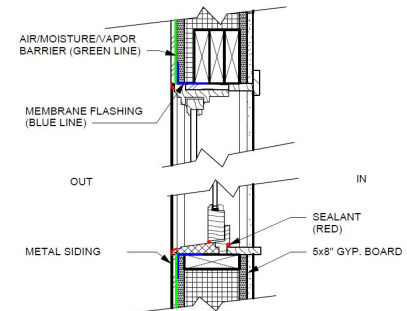 AIR/MOISTURE/VAPOR
BARRIER (GREEN LINE)
MEMBRANE FLASHING
(BLUE LINE)
OUT
IN
SEALANT
(RED)
METAL SIDING
5x8" GYP. BOARD